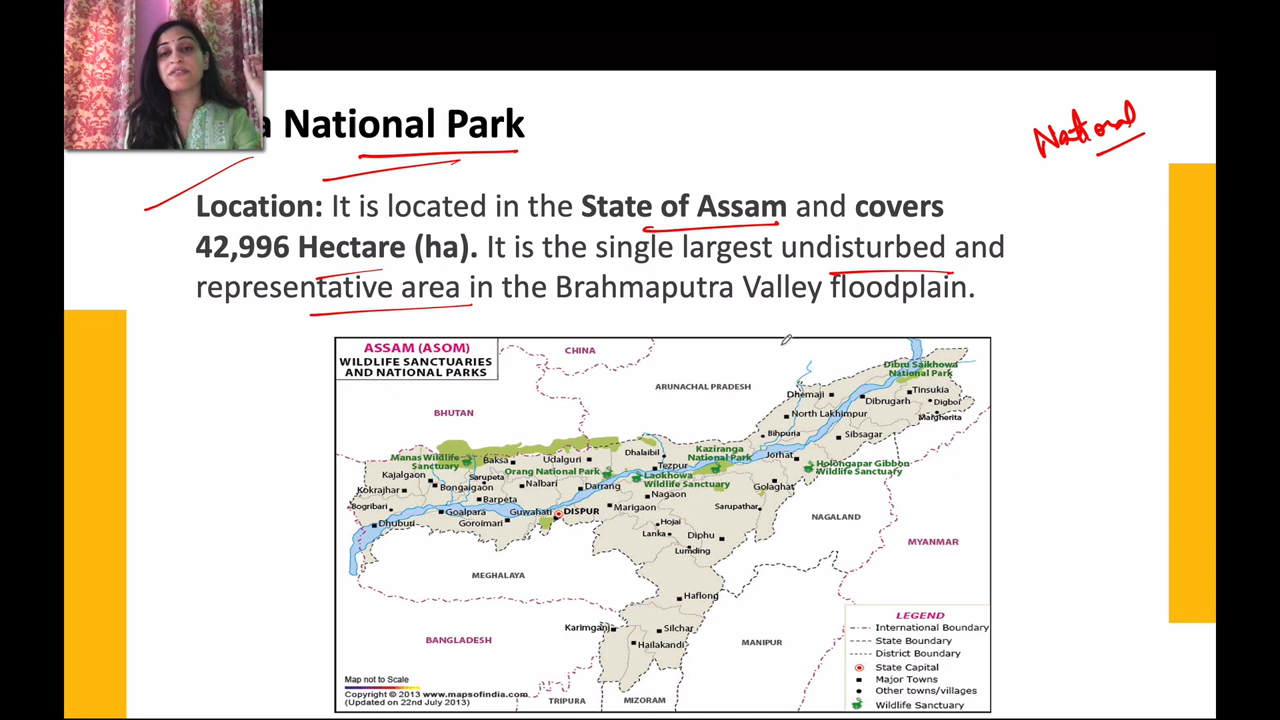 a National Park
National
Location: It is located in the State of Assam and covers
42,996 Hectare (ha). It is the single largest undisturbed and
representative area in the Brahmaputra Valley floodplain.
ASSAM (ASOM)
WILDLIFE SANCTUARIES
AND NATIONAL PARKS
CHINA
ARUNACHAL PRADESH
BHUTAN
Dibru Saikhowa
National Park
Tinsukia
Dhemaji
Dibrugarh
Digboi
North Lakhimpur
Margherita
Bihpuria
Sibsagar
Dhalaibil
Kaziranga
National Park
Jorhat
Manas Wildlife
Sanctuary
Baksa
Udalguri
Tezpur
Holongapar Gibbon
Wildlife Sanctuary
Orang National Park
Laokhowa
Wildlife Sanctuary
Kajalgaon
Sarupeta
Nalbari
Darrang
Golaghat
Kokrajhar
Bongaigaon
Barpeta
Nagaon
Bogribari
Goalpara
Guwahati
DISPUR
Marigaon
Sarupathar
Dhuburi
Goroimari
Hojai
NAGALAND
Lanka
Diphu
MYANMAR
Lumding
MEGHALAYA
Haflong
BANGLADESH
Karimganj
Silchar
Hailakandi
MANIPUR
TRIPURA
MIZORAM
LEGEND
International Boundary
State Boundary
District Boundary
State Capital
Major Towns
Other towns/villages
Wildlife Sanctuary
Map not to Scale
Copyright © 2013 www.mapsofindia.com
(Updated on 22nd July 2013)